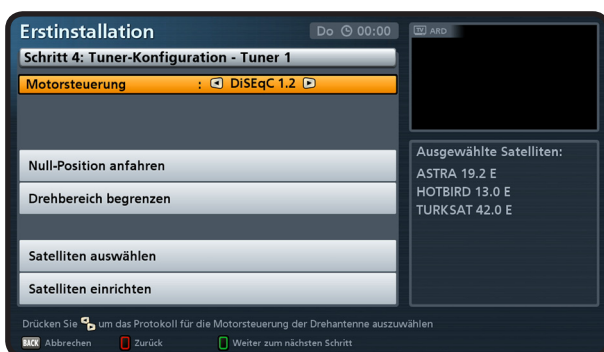 Erstinstallation
Do 00:00
TV ARD
Schritt 4: Tuner-Konfiguration - Tuner 1
Motorsteuerung : DiSEqC 1.2
Null-Position anfahren
Drehbereich begrenzen
Satelliten auswählen
Satelliten einrichten
Ausgewählte Satelliten:
ASTRA 19.2 E
HOTBIRD 13.0 E
TURKSAT 42.0 E
Drücken Sie um das Protokoll für die Motorsteuerung der Drehantenne auszuwählen
BACK Abbrechen Zurück Weiter zum nächsten Schritt